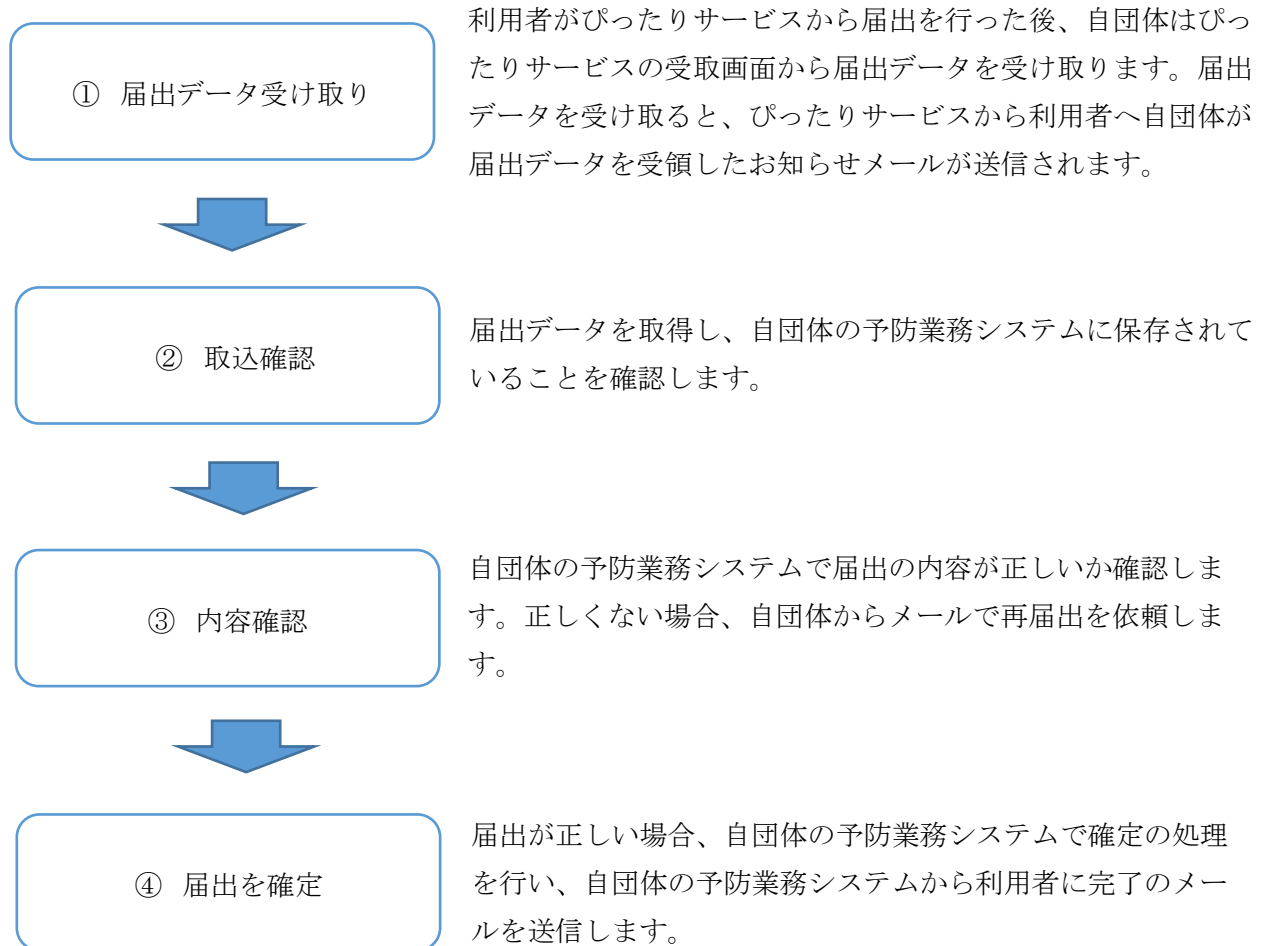 利用者がぴったりサービスから届出を行った後、自団体はぴっ
たりサービスの受取画面から届出データを受け取ります。届出
データを受け取ると、ぴったりサービスから利用者へ自団体が
届出データを受領したお知らせメールが送信されます。
① 届出データ受け取り
届出データを取得し、自団体の予防業務システムに保存されて
いることを確認します。
② 取込確認
自団体の予防業務システムで届出の内容が正しいか確認しま
す。正しくない場合、自団体からメールで再届出を依頼しま
す。
③ 内容確認
届出が正しい場合、自団体の予防業務システムで確定の処理
を行い、自団体の予防業務システムから利用者に完了のメー
ルを送信します。
④ 届出を確定